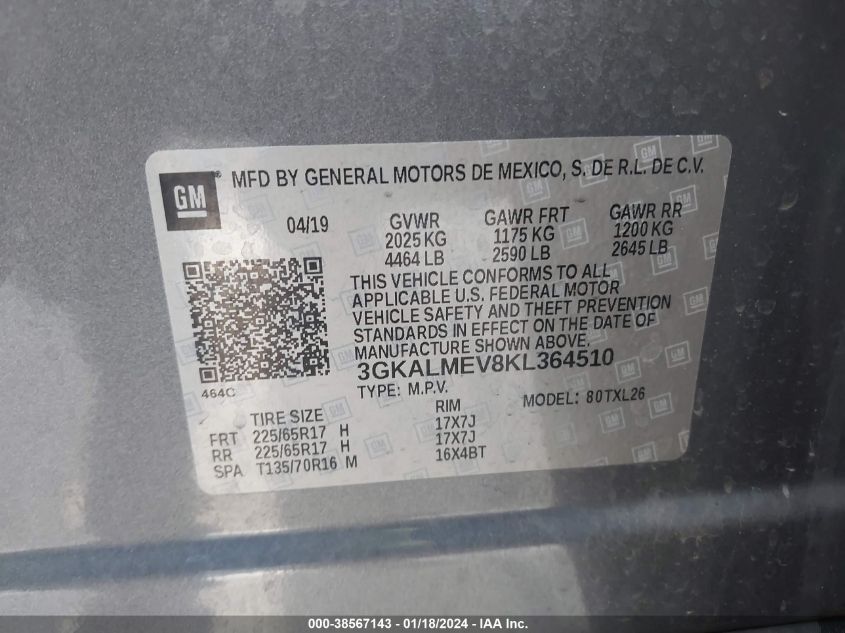 GM ® MFD BY GENERAL MOTORS DE MEXICO, S. DE R.L. DE C.V.
04/19 GVWR GAWR FRT GAWR RR
2025 KG 1175 KG 1200 KG
4464 LB 2590 LB 2645 LB
THIS VEHICLE CONFORMS TO ALL
APPLICABLE U.S. FEDERAL MOTOR
VEHICLE SAFETY AND THEFT PREVENTION
STANDARDS IN EFFECT ON THE DATE OF
MANUFACTURE SHOWN ABOVE.
3GKALMEV8KL364510
464C
TYPE: M.P.V. MODEL: 80TXL26
TIRE SIZE RIM
FRT 225/65R17 H 17X7J
RR 225/65R17 H 17X7J
SPA T135/70R16 M 16X4BT
000-38567143 - 01/18/2024 - IAA Inc.